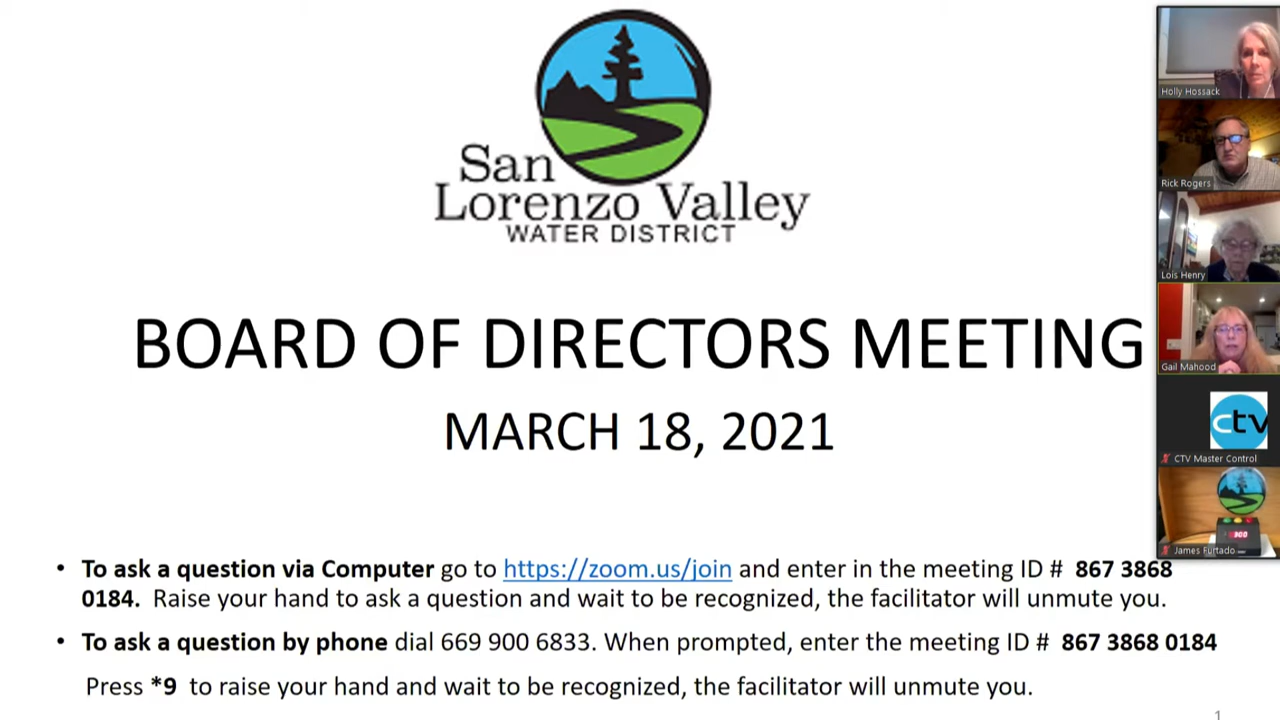 San
Lorenzo Valley
WATER DISTRICT
BOARD OF DIRECTORS MEETING
MARCH 18, 2021
• To ask a question via Computer go to https://zoom.us/join and enter in the meeting ID # 867 3868
0184. Raise your hand to ask a question and wait to be recognized, the facilitator will unmute you.
• To ask a question by phone dial 669 900 6833. When prompted, enter the meeting ID # 867 3868 0184
Press *9 to raise your hand and wait to be recognized, the facilitator will unmute you.
1
Holly Hossack
Rick Rogers
Lois Henry
Gail Mahood
ctv
CTV Master Control
James Furtado